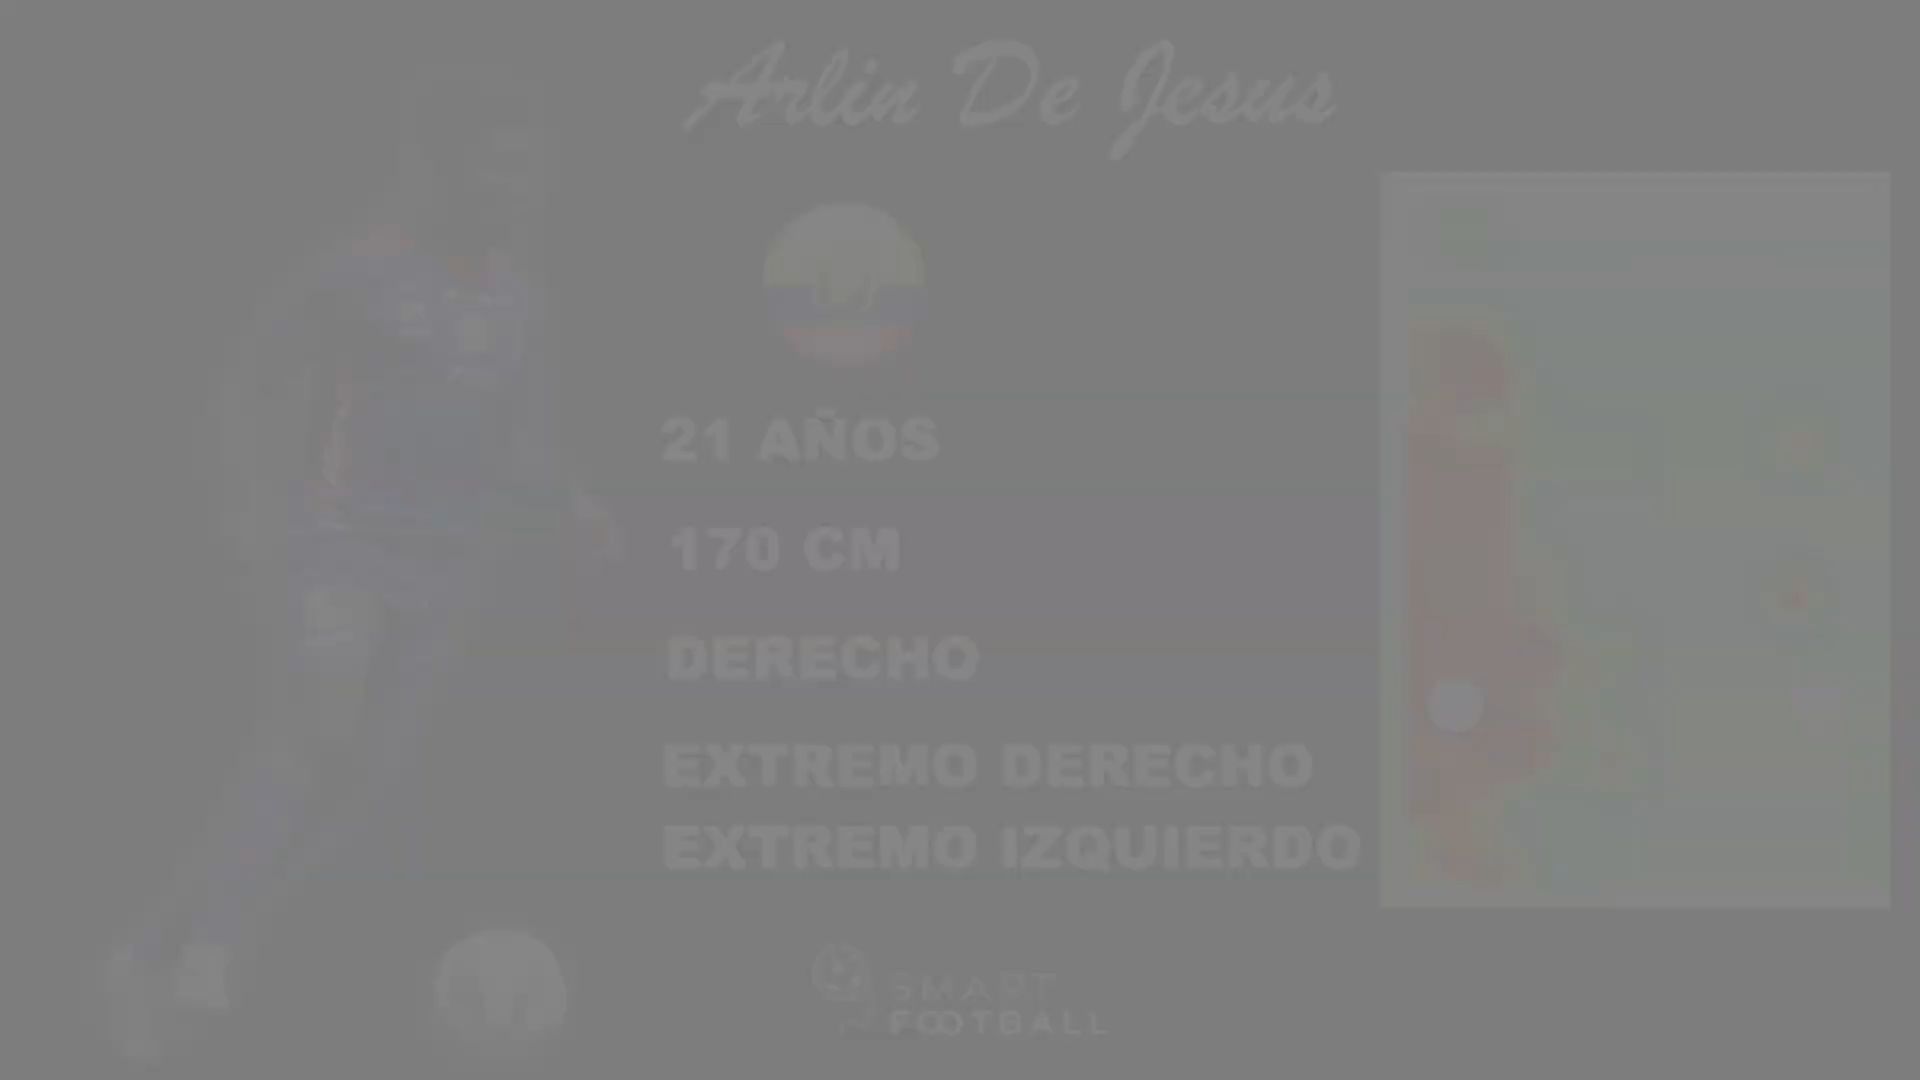 Arlin De Jesus
21 AÑOS
170 CM
DERECHO
EXTREMO DERECHO
EXTREMO IZQUIERDO
SMART
FOOTBALL